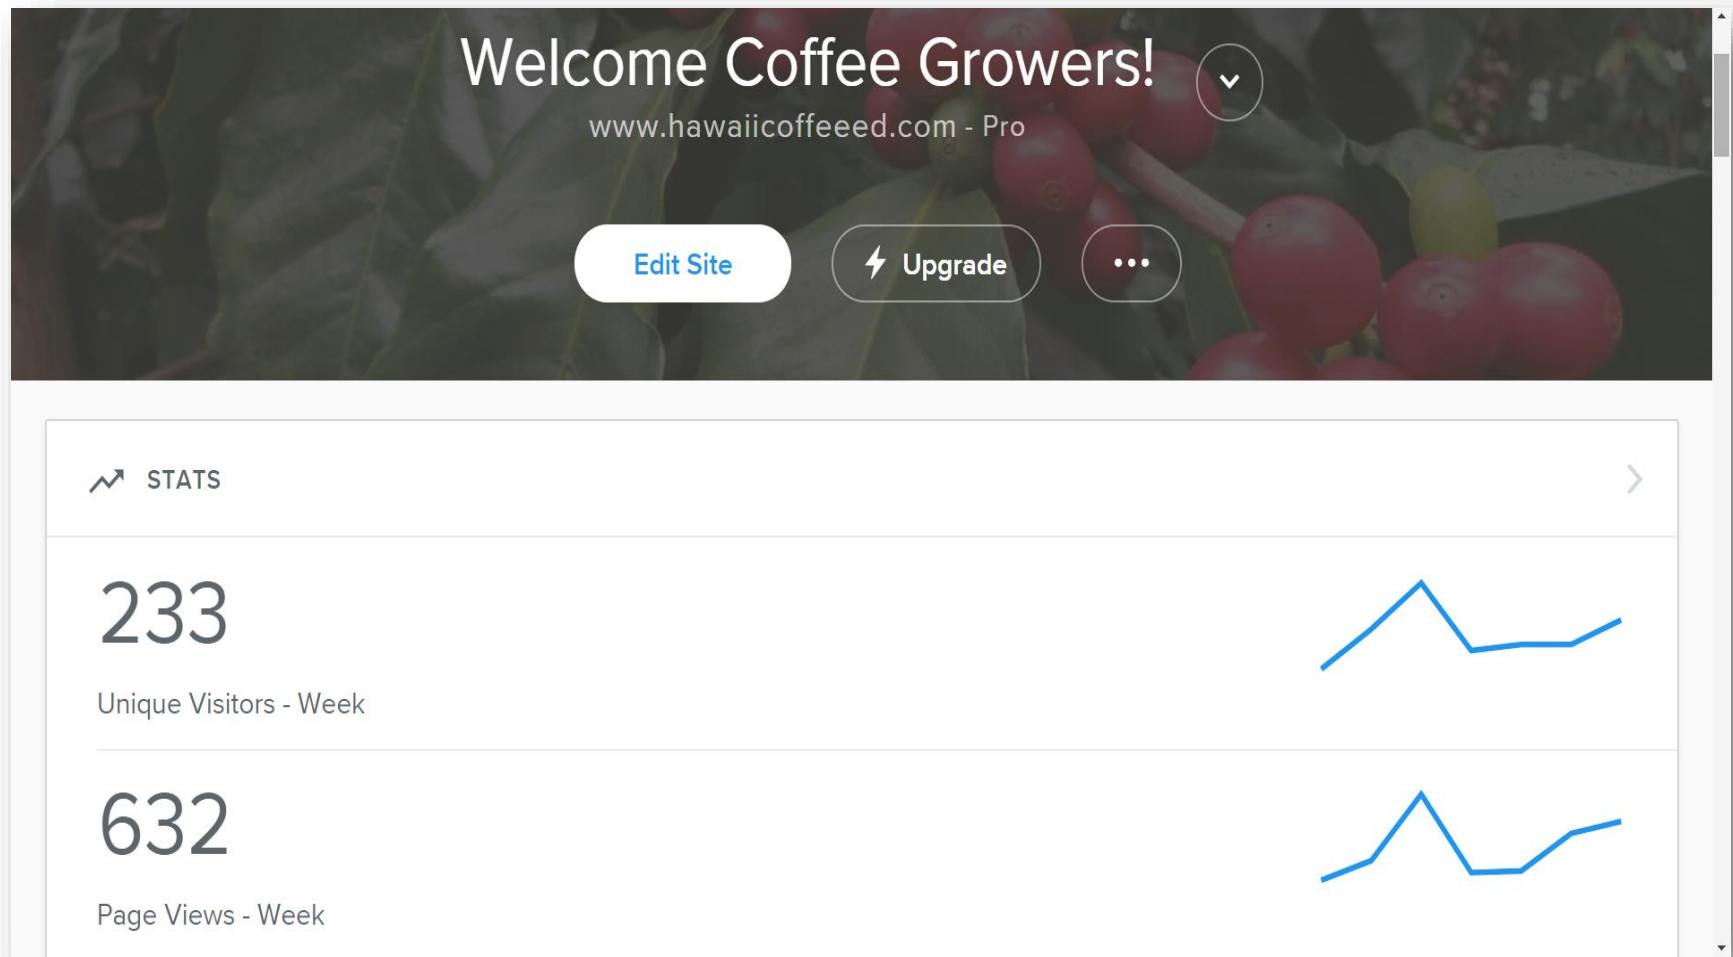 Welcome Coffee Growers!
www.hawaiicoffeeed.com - Pro
Edit Site
Upgrade
STATS
233
Unique Visitors - Week
632
Page Views - Week